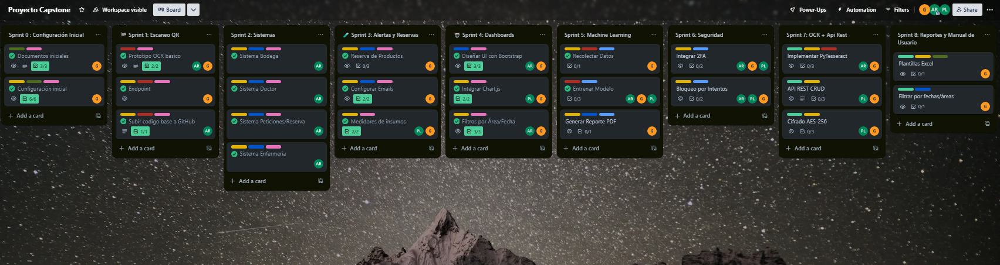 Proyecto Capstone
Workspace visible
Board
Power-Ups
Automation
Filters
G
AR
PL
Share
Sprint 0 : Configuración Inicial
Documentos iniciales
3/3
G
Configuración inicial
6/6
G
Add a card
Sprint 1: Escaneo QR
Prototipo OCR basico
2/2
AR G
Endpoint
G
Subir codigo base a GitHub
1/1
AR
Add a card
Sprint 2: Sistemas
Sistema Bodega
AR
Sistema Doctor
AR
Sistema Peticiones/Reserva
AR
Sistema Enfermeria
AR
Add a card
Sprint 3: Alertas y Reservas
Reserva de Productos
0/3
G
Configurar Emails
2/2
G
Medidores de insumos
2/2
PL G
Add a card
Sprint 4: Dashboards
Diseñar UI con Bootstrap
3/3
AR G
Integrar Chart.js
2/2
PL G
Filtros por Área/Fecha
3/3
AR G
Add a card
Sprint 5: Machine Learning
Recolectar Datos
0/1
G
Entrenar Modelo
0/3
AR G PL
Generar Reporte PDF
0/1
G
Add a card
Sprint 6: Seguridad
Integrar 2FA
0/2
AR G PL
Bloqueo por Intentos
0/2
AR PL G
Add a card
Sprint 7: OCR + Api Rest
Implementar PyTesseract
0/3
AR G
API REST CRUD
0/3
PL G
Cifrado AES-256
0/3
PL G
Add a card
Sprint 8: Reportes y Manual de
Usuario
Plantillas Excel
0/1
G
Filtrar por fechas/áreas
0/1
G
Add a card